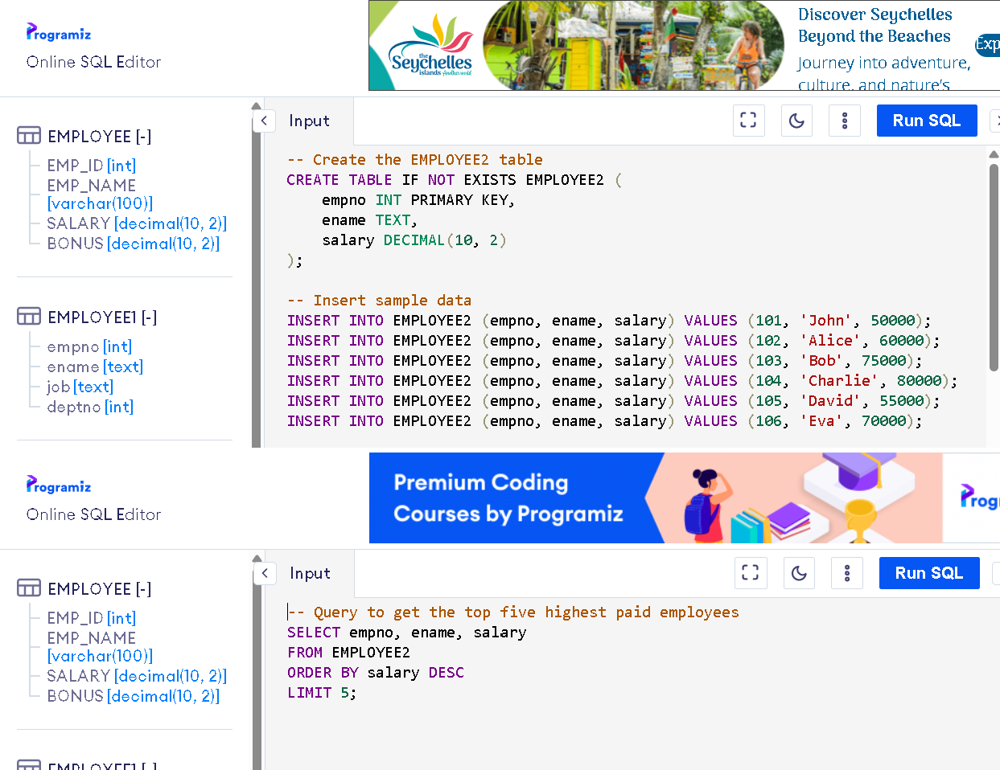 Programiz
Online SQL Editor
the
Seychelles
islands Another world
Discover Seychelles
Beyond the Beaches
Journey into adventure,
culture, and nature’s
Exp
EMPLOYEE [-]
EMP_ID [int]
EMP_NAME
[varchar(100)]
SALARY [decimal(10, 2)]
BONUS [decimal(10, 2)]
EMPLOYEE1 [-]
empno [int]
ename [text]
job [text]
deptno [int]
Input
Run SQL
-- Create the EMPLOYEE2 table
CREATE TABLE IF NOT EXISTS EMPLOYEE2 (
    empno INT PRIMARY KEY,
    ename TEXT,
    salary DECIMAL(10, 2)
);
-- Insert sample data
INSERT INTO EMPLOYEE2 (empno, ename, salary) VALUES (101, 'John', 50000);
INSERT INTO EMPLOYEE2 (empno, ename, salary) VALUES (102, 'Alice', 60000);
INSERT INTO EMPLOYEE2 (empno, ename, salary) VALUES (103, 'Bob', 75000);
INSERT INTO EMPLOYEE2 (empno, ename, salary) VALUES (104, 'Charlie', 80000);
INSERT INTO EMPLOYEE2 (empno, ename, salary) VALUES (105, 'David', 55000);
INSERT INTO EMPLOYEE2 (empno, ename, salary) VALUES (106, 'Eva', 70000);
Programiz
Online SQL Editor
Premium Coding
Courses by Programiz
Prog
EMPLOYEE [-]
EMP_ID [int]
EMP_NAME
[varchar(100)]
SALARY [decimal(10, 2)]
BONUS [decimal(10, 2)]
EMPLOYEE1 [-]
Input
Run SQL
-- Query to get the top five highest paid employees
SELECT empno, ename, salary
FROM EMPLOYEE2
ORDER BY salary DESC
LIMIT 5;